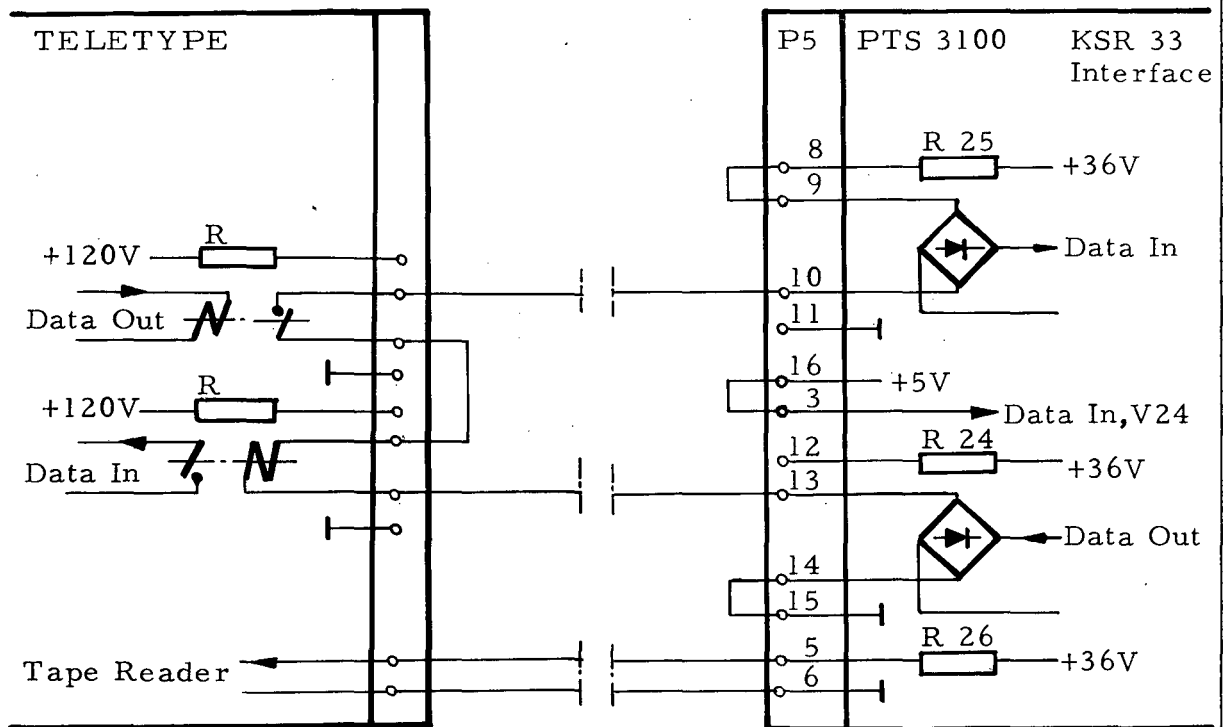 TELETYPE
P5
PTS 3100
KSR 33
Interface
R
+120V
Data Out
R
+120V
Data In
Tape Reader
8
9
10
11
16
3
12
13
14
15
5
6
R 25
+36V
Data In
+5V
Data In,V24
R 24
+36V
Data Out
R 26
+36V